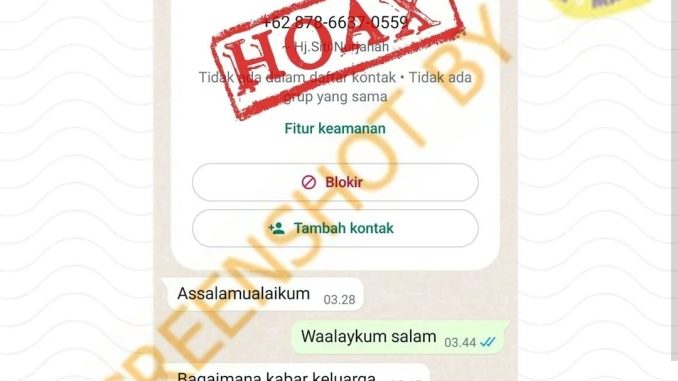 +62 878-6637-0559
~ Hj.Siti Nurjanah
HOAX
Tidak ada dalam daftar kontak • Tidak ada
grup yang sama
Fitur keamanan
Blokir
Tambah kontak
Assalamualaikum 03.28
Waalaykum salam 03.44
Bagaimana kabar keluarga
REENSHOT BY